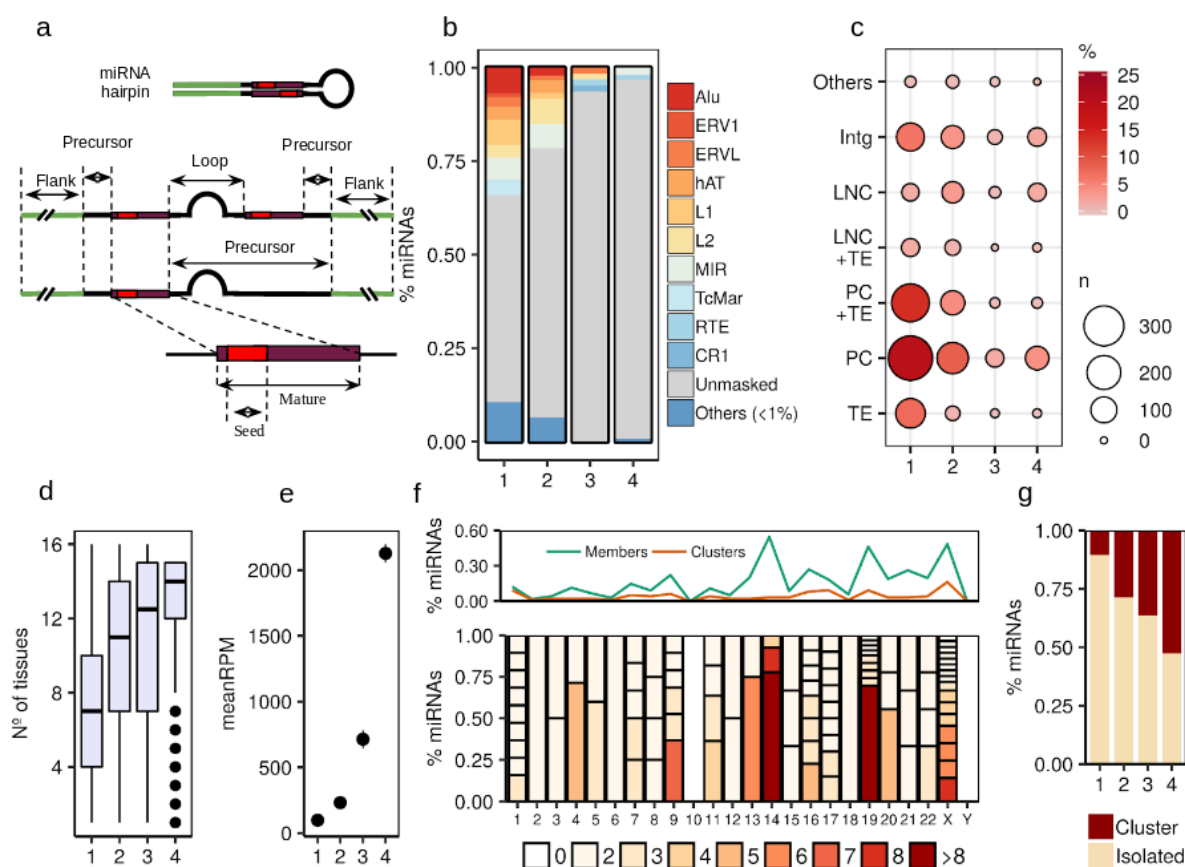 a
miRNA
hairpin
Precursor
Precursor
Loop
Flank
Flank
Precursor
Mature
Seed
b
% miRNAs
1.00
0.75
0.50
0.25
0.00
1 2 3 4
Alu
ERV1
ERVL
hAT
L1
L2
MIR
TcMar
RTE
CR1
Unmasked
Others (<1%)
c
Others
Intg
LNC
LNC
+TE
PC
+TE
PC
TE
1 2 3 4
%
25
20
15
10
5
0
n
300
200
100
0
d
Nº of tissues
16
12
8
4
1 2 3 4
e
meanRPM
2000
1500
1000
500
0
1 2 3 4
f
% miRNAs
0.60
0.30
0.00
Members Clusters
% miRNAs
1.00
0.75
0.50
0.25
0.00
1 2 3 4 5 6 7 8 9 10 11 12 13 14 15 16 17 18 19 20 21 22 X Y
0 2 3 4 5 6 7 8 >8
g
% miRNAs
1.00
0.75
0.50
0.25
0.00
1 2 3 4
Cluster
Isolated